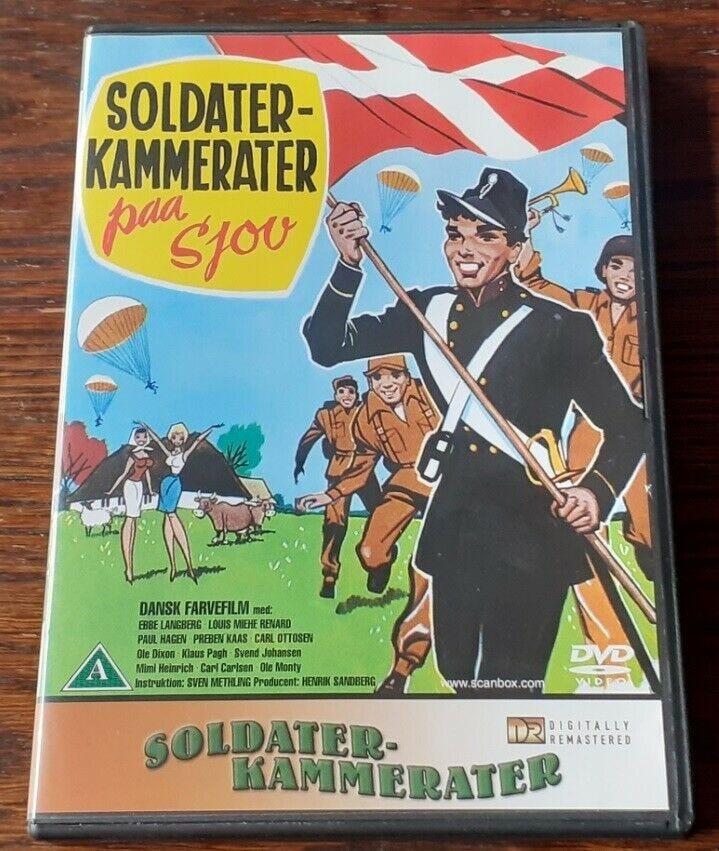 SOLDATER-
KAMMERATER
paa
sjov
DANSK FARVEFILM med:
EBBE LANGBERG · LOUIS MIEHE RENARD
PAUL HAGEN · PREBEN KAAS · CARL OTTOSEN
Ole Dixon · Klaus Pagh · Svend Johansen
Mimi Heinrich · Carl Carlsen · Ole Monty
Instruktion: SVEN METHLING Producent: HENRIK SANDBERG
A
www.scanbox.com
DVD
VIDEO
DR DIGITALLY
REMASTERED
SOLDATER-
KAMMERATER